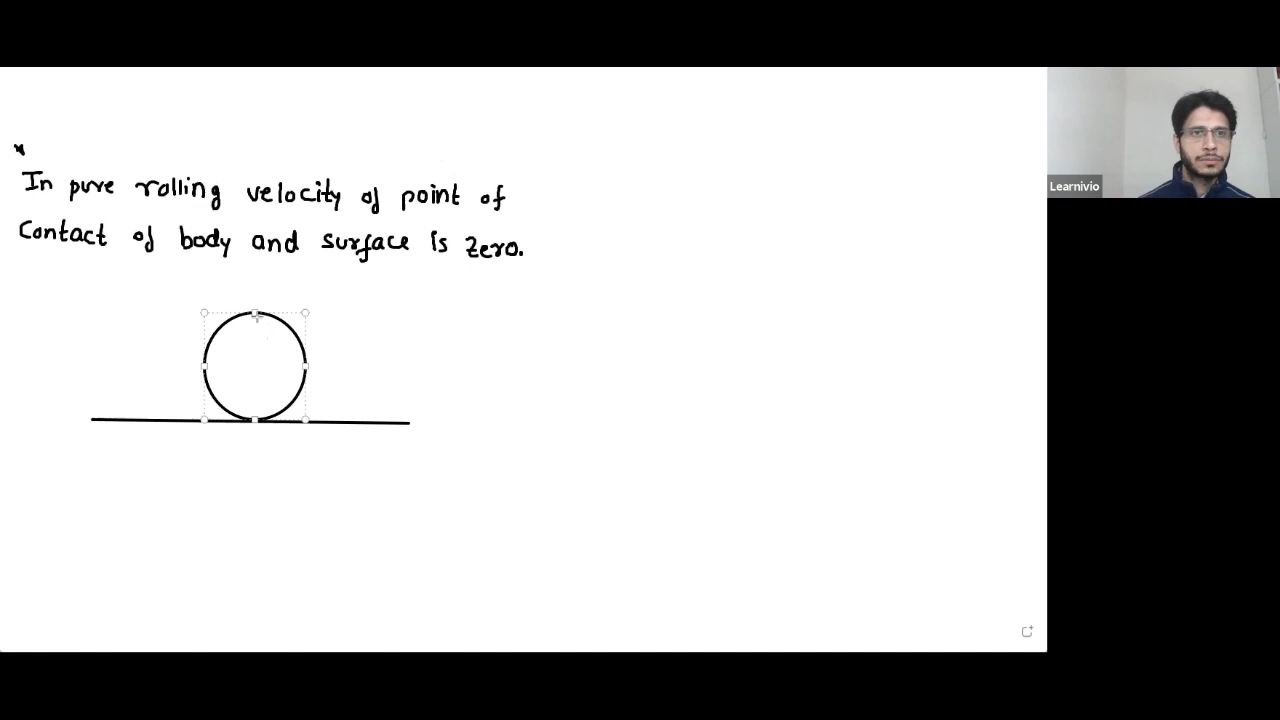 In pure rolling velocity of point of
Contact of body and surface is zero.
Learnivio